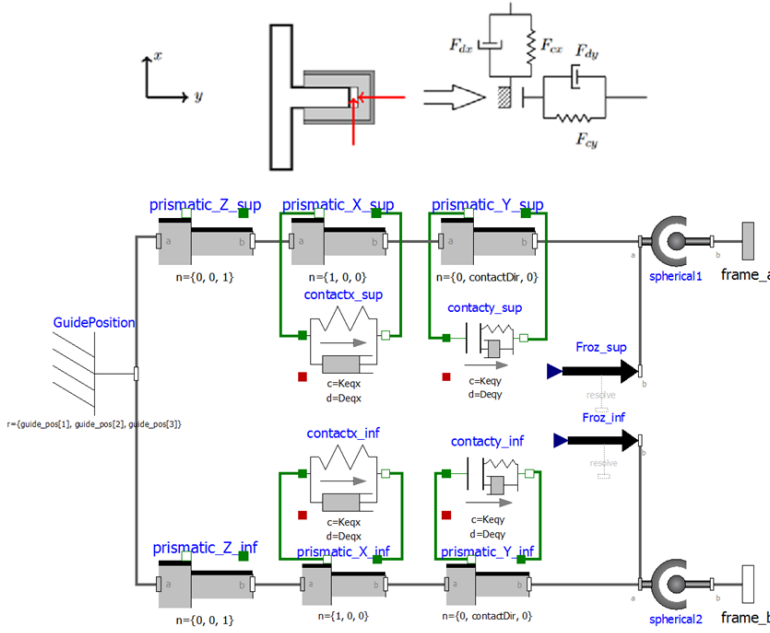 x
y
F_dx
F_cx
F_dy
F_cy
prismatic_Z_sup
prismatic_X_sup
prismatic_Y_sup
a
b
a
b
a
b
a
b
n={0, 0, 1}
n={1, 0, 0}
n={0, contactDir, 0}
spherical1
frame_a
contactx_sup
contacty_sup
c=Keqx
d=Deqx
c=Keqy
d=Deqy
GuidePosition
r={guide_pos[1], guide_pos[2], guide_pos[3]}
Froz_sup
b
resolve
Froz_inf
b
resolve
contactx_inf
contacty_inf
c=Keqx
d=Deqx
c=Keqy
d=Deqy
prismatic_Z_inf
prismatic_X_inf
prismatic_Y_inf
a
b
a
b
a
b
a
b
n={0, 0, 1}
n={1, 0, 0}
n={0, contactDir, 0}
spherical2
frame_b